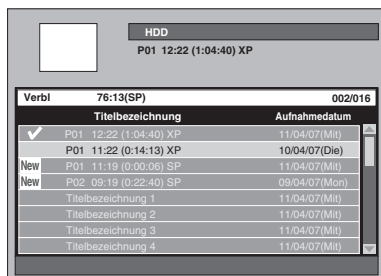 HDD
P01 12:22 (1:04:40) XP
Verbl 76:13(SP) 002/016
Titelbezeichnung Aufnahmedatum
P01 12:22 (1:04:40) XP 11/04/07(Mit)
P01 11:22 (0:14:13) XP 10/04/07(Die)
New P01 11:19 (0:00:06) SP 11/04/07(Mit)
New P02 09:19 (0:22:40) SP 09/04/07(Mon)
Titelbezeichnung 1 11/04/07(Mit)
Titelbezeichnung 2 11/04/07(Mit)
Titelbezeichnung 3 11/04/07(Mit)
Titelbezeichnung 4 11/04/07(Mit)